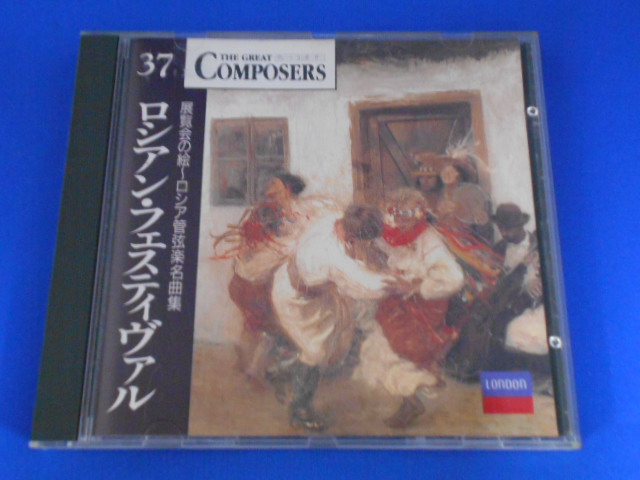 37
THE GREAT
COMPOSERS
展覧会の絵~ロシア管弦楽名曲集
ロシアン・フェスティヴァル
LONDON